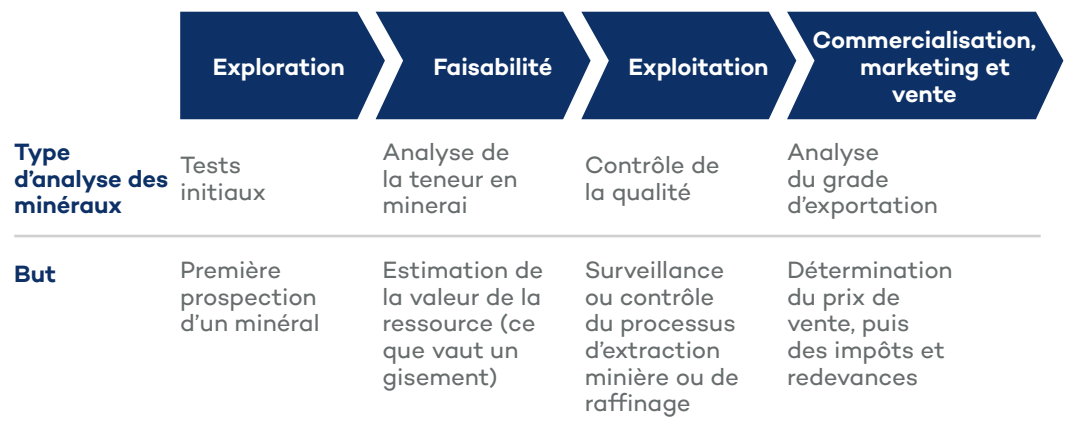 Exploration
Faisabilité
Exploitation
Commercialisation,
marketing et
vente
Type
d'analyse des
minéraux
Tests
initiaux
Analyse de
la teneur en
minerai
Contrôle de
la qualité
Analyse
du grade
d'exportation
But
Première
prospection
d'un minéral
Estimation de
la valeur de la
ressource (ce
que vaut un
gisement)
Surveillance
ou contrôle
du processus
d'extraction
minière ou de
raffinage
Détermination
du prix de
vente, puis
des impôts et
redevances